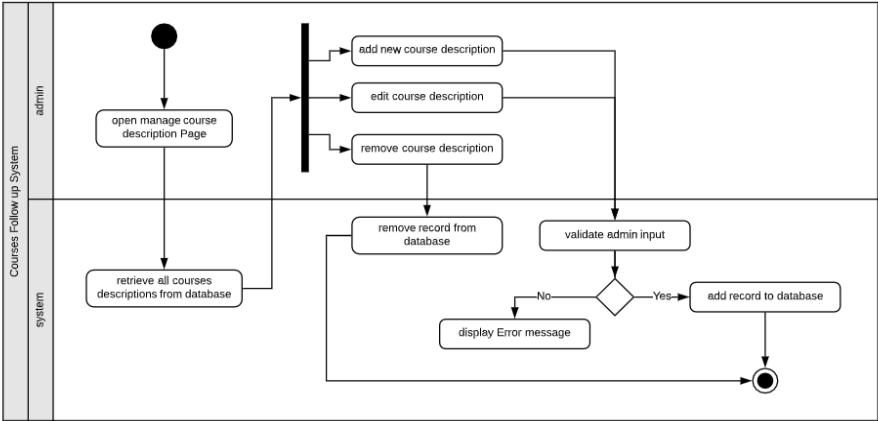 Courses Follow up System
admin
system
open manage course
description Page
retrieve all courses
descriptions from database
add new course description
edit course description
remove course description
remove record from
database
validate admin input
No
Yes
display Error message
add record to database